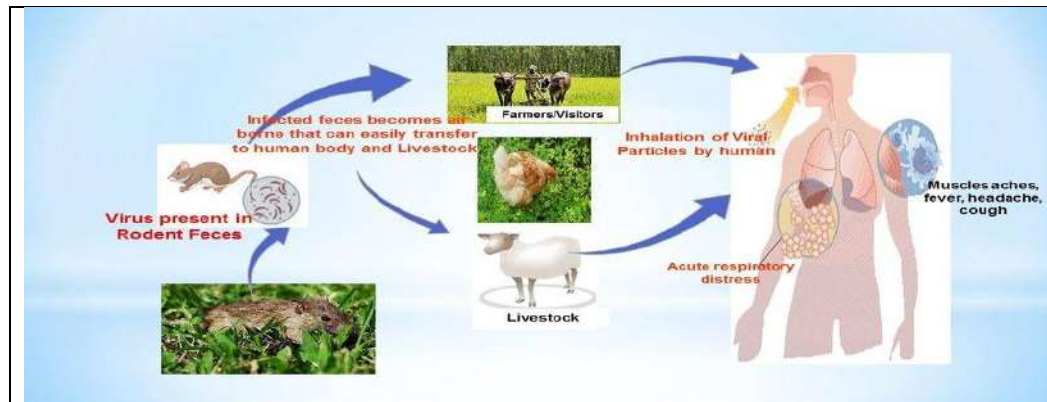 Farmers/Visitors
Infected feces becomes air
borne that can easily transfer
to human body and Livestock
Virus present in
Rodent Feces
Inhalation of Viral
Particles by human
Muscles aches,
fever, headache,
cough
Acute respiratory
distress
Livestock